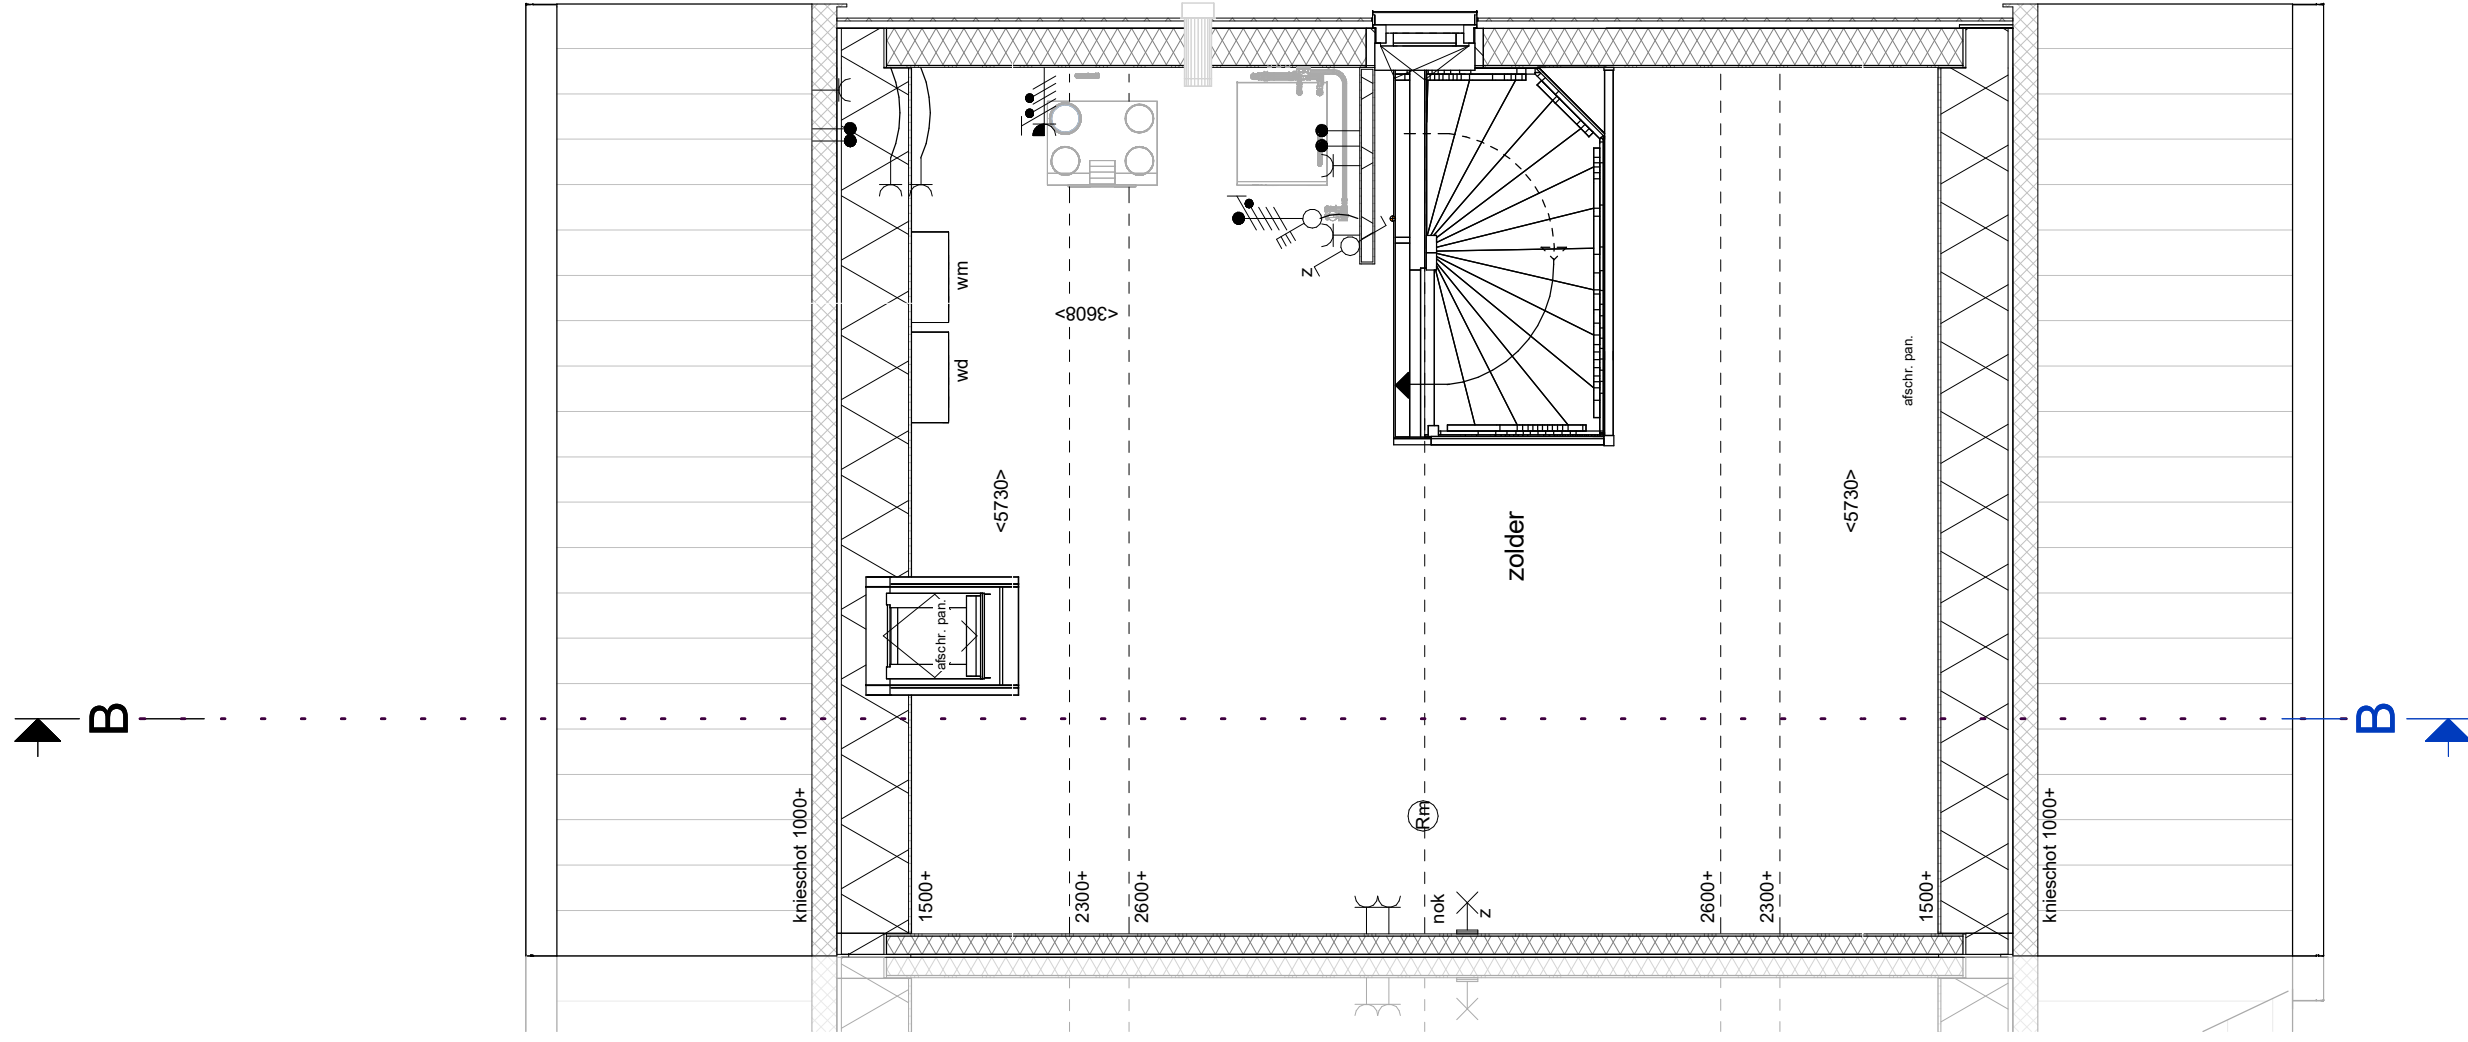 wm
<3608>
z
wd
afschr. pan.
<5730>
<5730>
zolder
afschr. pan.
B
B
knieschot 1000+
1500+
2300+
2600+
Rm
nok
z
2600+
2300+
1500+
knieschot 1000+